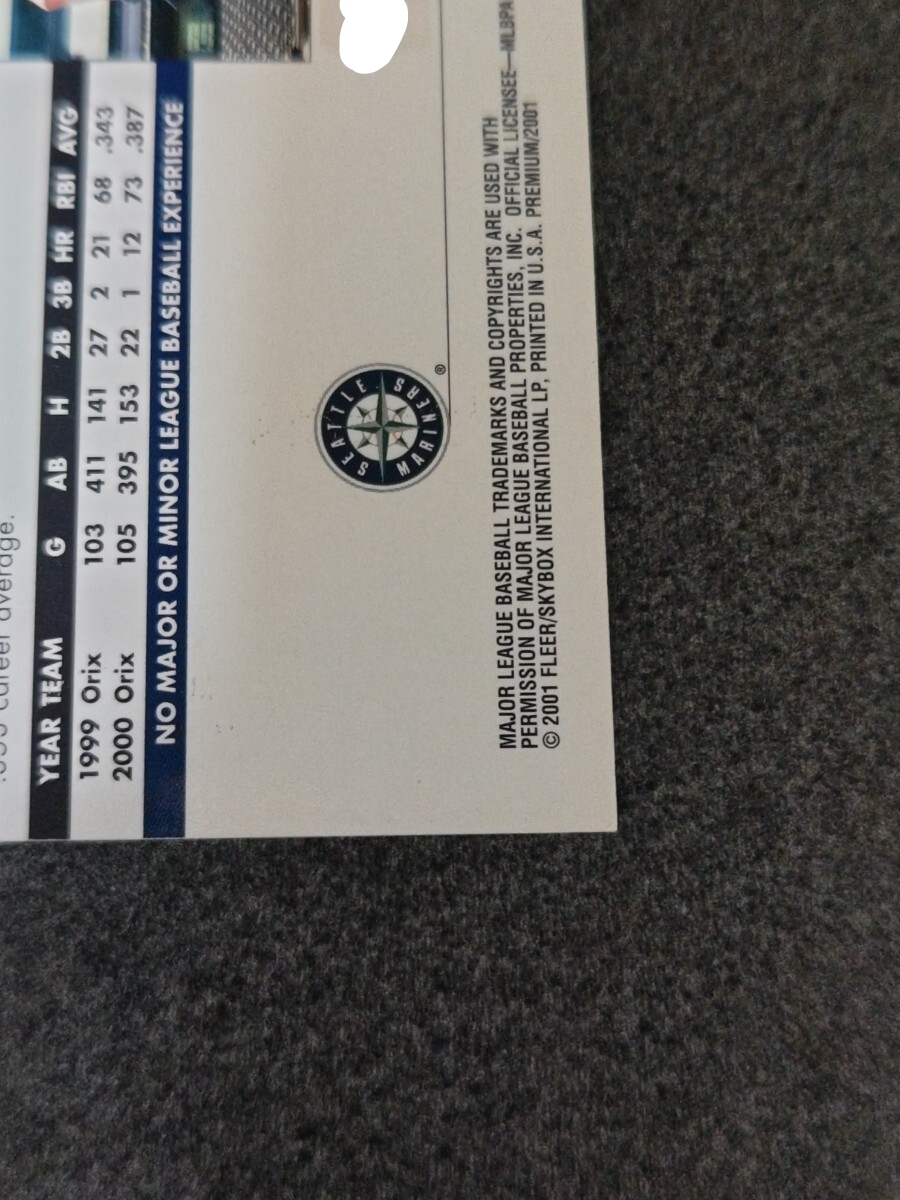 career average.
YEAR TEAM G AB H 2B 3B HR RBI AVG
1999 Orix 103 411 141 27 2 21 68 .343
2000 Orix 105 395 153 22 1 12 73 .387
NO MAJOR OR MINOR LEAGUE BASEBALL EXPERIENCE
SEATTLE
MARINERS
®
MAJOR LEAGUE BASEBALL TRADEMARKS AND COPYRIGHTS ARE USED WITH
PERMISSION OF MAJOR LEAGUE BASEBALL PROPERTIES, INC. OFFICIAL LICENSEE—MLBPA
© 2001 FLEER/SKYBOX INTERNATIONAL LP, PRINTED IN U.S.A. PREMIUM/2001